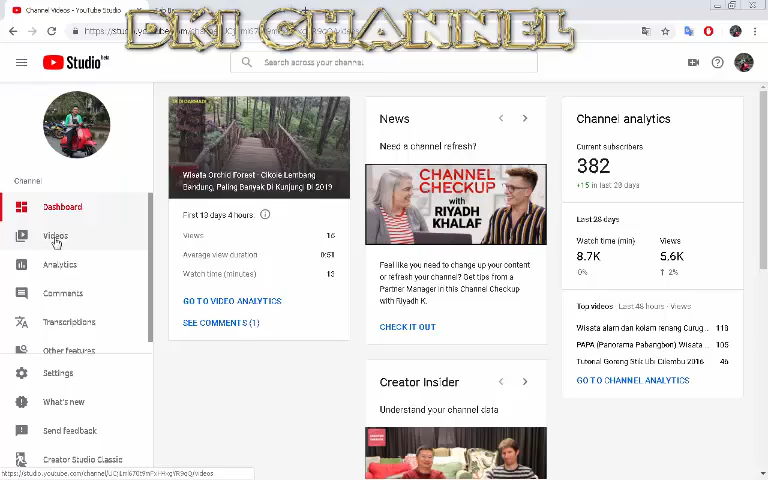 Channel Videos - YouTube Studio
DKI CHANNEL
Studio beta
Search across your channel
Channel
Dashboard
Videos
Analytics
Comments
Transcriptions
Other features
Settings
What's new
Send feedback
Creator Studio Classic
Wisata Orchid Forest - Cikole Lembang
Bandung, Paling Banyak Di Kunjungi Di 2019
First 13 days 4 hours:
Views 16
Average view duration 0:51
Watch time (minutes) 13
GO TO VIDEO ANALYTICS
SEE COMMENTS (1)
News
Need a channel refresh?
CHANNEL
CHECKUP
WITH RIYADH
KHALAF
Feel like you need to change up your content
or refresh your channel? Get tips from a
Partner Manager in this Channel Checkup
with Riyadh K.
CHECK IT OUT
Creator Insider
Understand your channel data
Channel analytics
Current subscribers
382
+15 in last 28 days
Last 28 days
Watch time (min) Views
8.7K 5.6K
0% 2%
Top videos · Last 48 hours · Views
Wisata alam dan kolam renang Curug ... 118
PAPA (Panorama Pabangbon) Wisata ... 105
Tutorial Goreng Stik Ubi Cilembu 2016 46
GO TO CHANNEL ANALYTICS